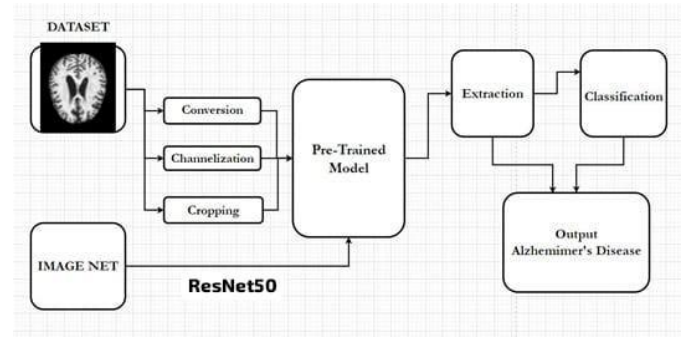 DATASET
Conversion
Channelization
Cropping
Pre-Trained
Model
Extraction
Classification
IMAGE NET
ResNet50
Output
Alzhemimer's Disease